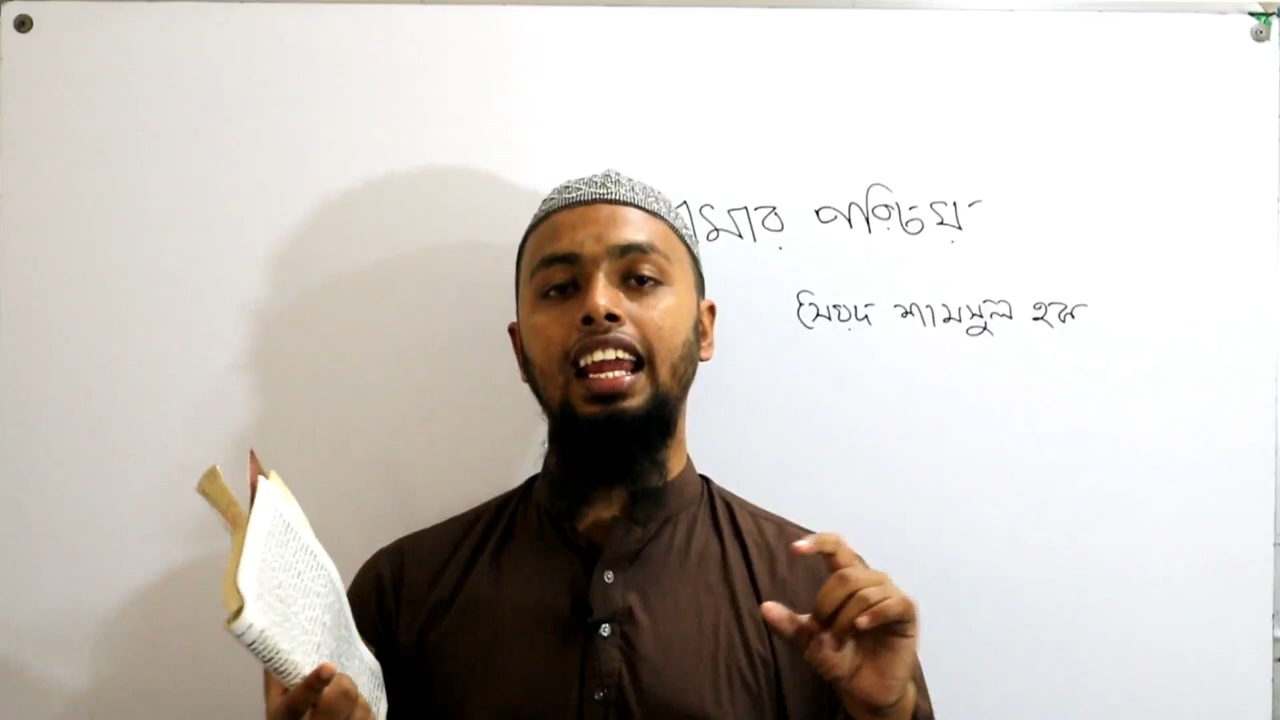 মার পরিচয়
সৈয়দ শামসুল হক